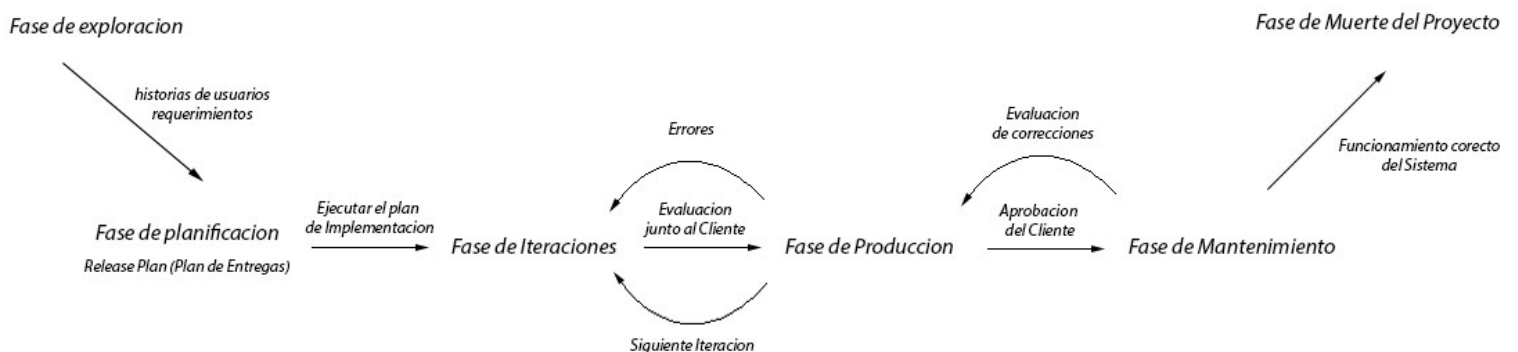 Fase de exploracion
historias de usuarios
requerimientos
Fase de planificacion
Release Plan (Plan de Entregas)
Ejecutar el plan
de Implementacion
Fase de Iteraciones
Errores
Evaluacion
junto al Cliente
Siguiente Iteracion
Fase de Produccion
Evaluacion
de correcciones
Aprobacion
del Cliente
Fase de Mantenimiento
Funcionamiento corecto
del Sistema
Fase de Muerte del Proyecto